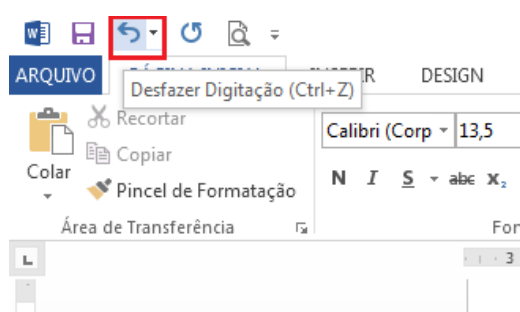 ARQUIVO
DESIGN
Desfazer Digitação (Ctrl+Z)
Recortar
Copiar
Colar
Pincel de Formatação
Área de Transferência
Calibri (Corp
13,5
N I S abc X₂
Fon
L
3